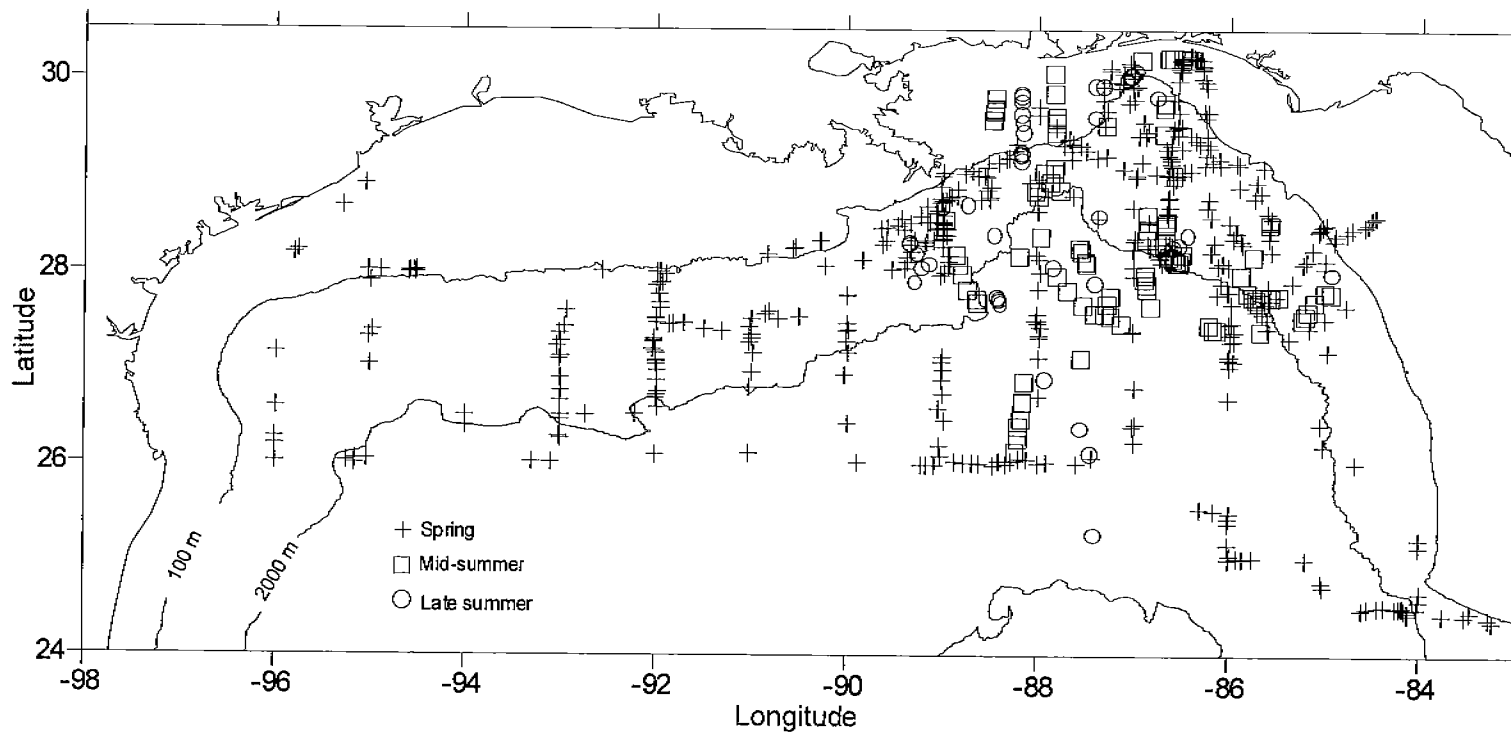 30
28
26
24
Latitude
100 m
2000 m
Spring
Mid-summer
Late summer
-98 -96 -94 -92 -90 -88 -86 -84
Longitude